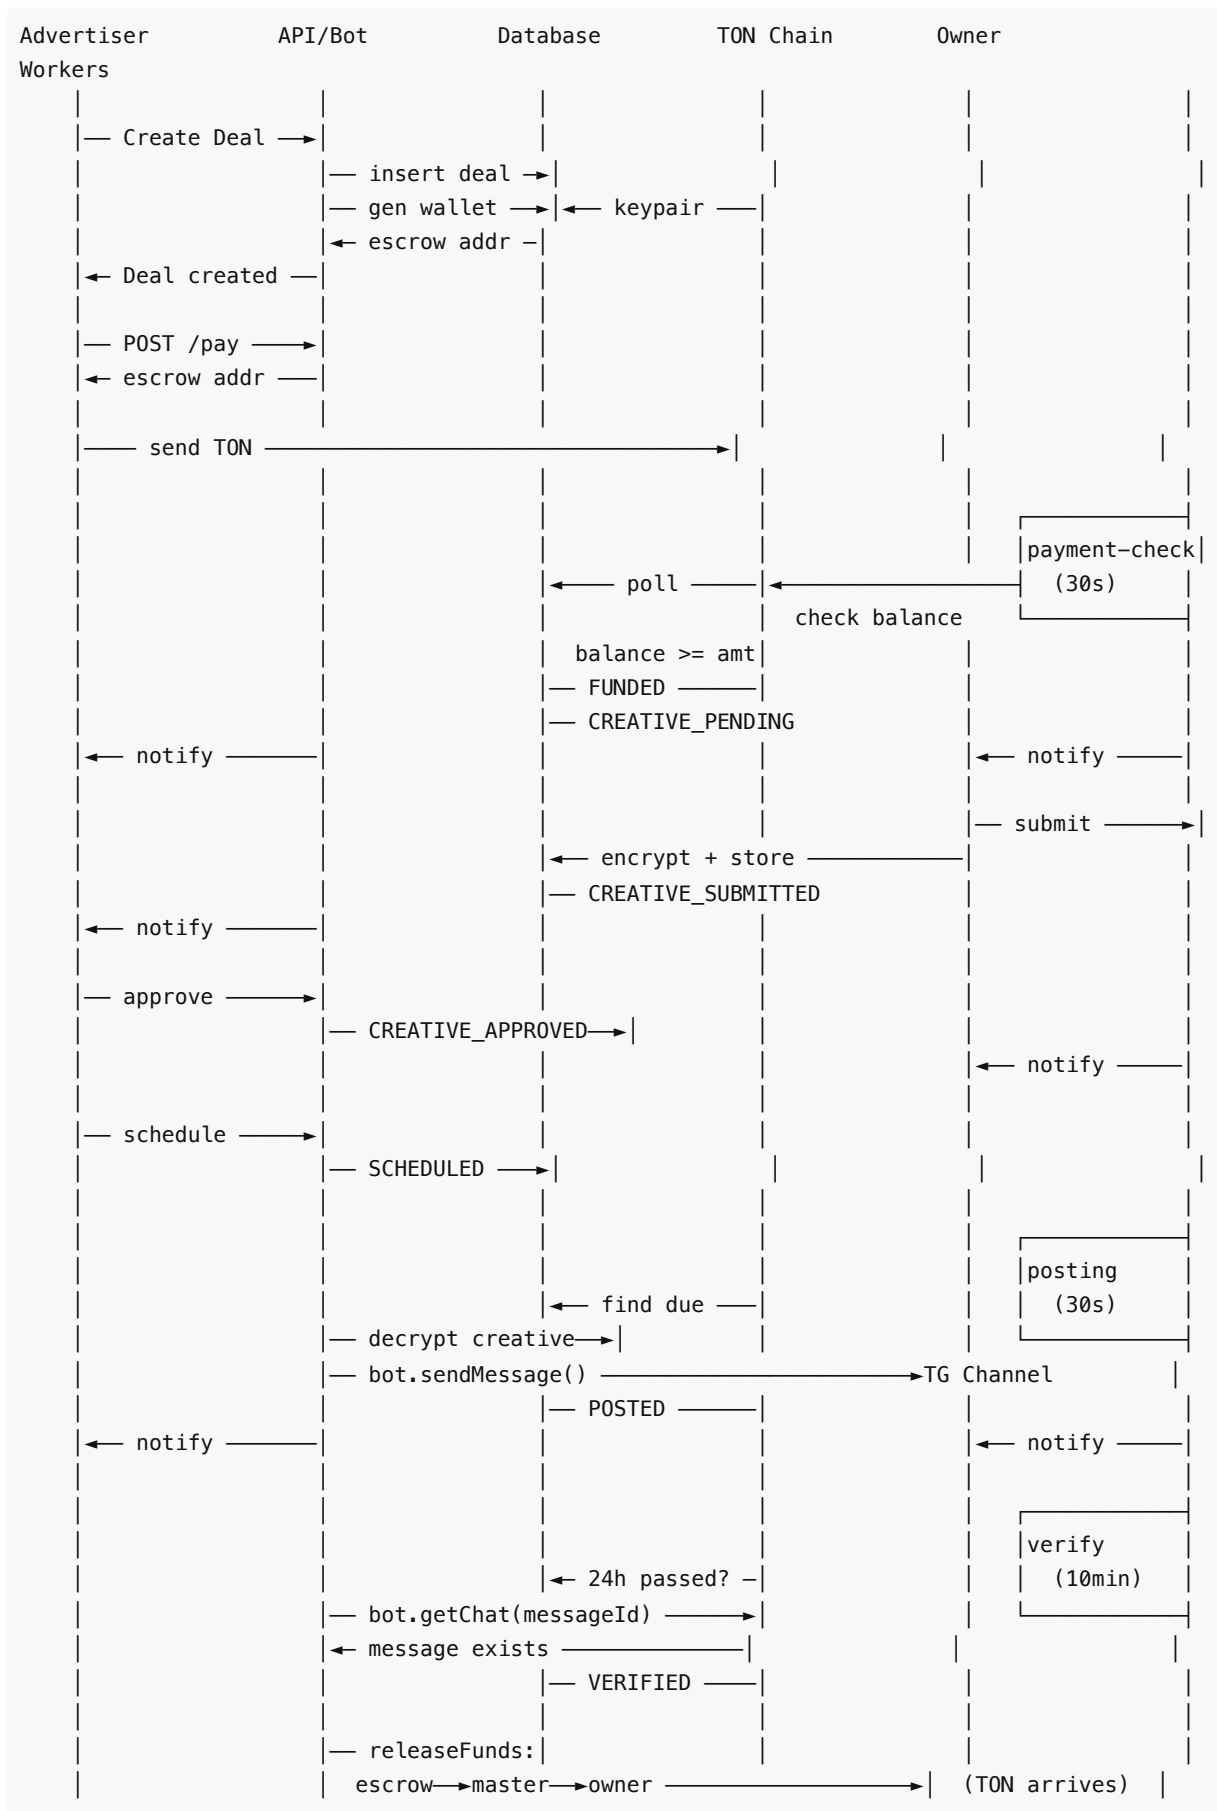 Advertiser API/Bot Database TON Chain Owner
Workers
Create Deal
insert deal
gen wallet keypair
escrow addr
Deal created
POST /pay
escrow addr
send TON
payment-check
poll (30s)
check balance
balance >= amt
FUNDED
CREATIVE_PENDING
notify notify
submit
encrypt + store
CREATIVE_SUBMITTED
notify
approve
CREATIVE_APPROVED
notify
schedule
SCHEDULED
posting
find due (30s)
decrypt creative
bot.sendMessage() TG Channel
POSTED
notify notify
verify
24h passed? (10min)
bot.getChat(messageId)
message exists
VERIFIED
releaseFunds:
escrow→master→owner (TON arrives)